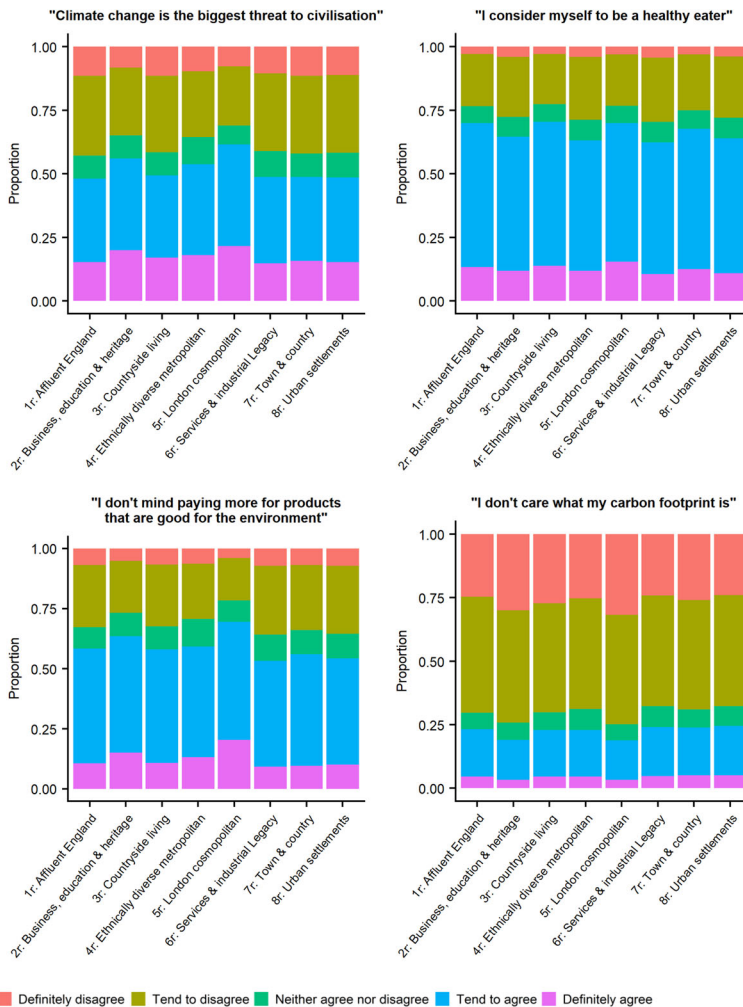 "Climate change is the biggest threat to civilisation"
1.00
0.75
0.50
0.25
0.00
Proportion
1r: Affluent England
2r: Business, education & heritage
3r: Countryside living
4r: Ethnically diverse metropolitan
5r: London cosmopolitan
6r: Services & industrial Legacy
7r: Town & country
8r: Urban settlements
"I consider myself to be a healthy eater"
1.00
0.75
0.50
0.25
0.00
Proportion
1r: Affluent England
2r: Business, education & heritage
3r: Countryside living
4r: Ethnically diverse metropolitan
5r: London cosmopolitan
6r: Services & industrial Legacy
7r: Town & country
8r: Urban settlements
"I don't mind paying more for products
that are good for the environment"
1.00
0.75
0.50
0.25
0.00
Proportion
1r: Affluent England
2r: Business, education & heritage
3r: Countryside living
4r: Ethnically diverse metropolitan
5r: London cosmopolitan
6r: Services & industrial Legacy
7r: Town & country
8r: Urban settlements
"I don't care what my carbon footprint is"
1.00
0.75
0.50
0.25
0.00
Proportion
1r: Affluent England
2r: Business, education & heritage
3r: Countryside living
4r: Ethnically diverse metropolitan
5r: London cosmopolitan
6r: Services & industrial Legacy
7r: Town & country
8r: Urban settlements
Definitely disagree Tend to disagree Neither agree nor disagree Tend to agree Definitely agree